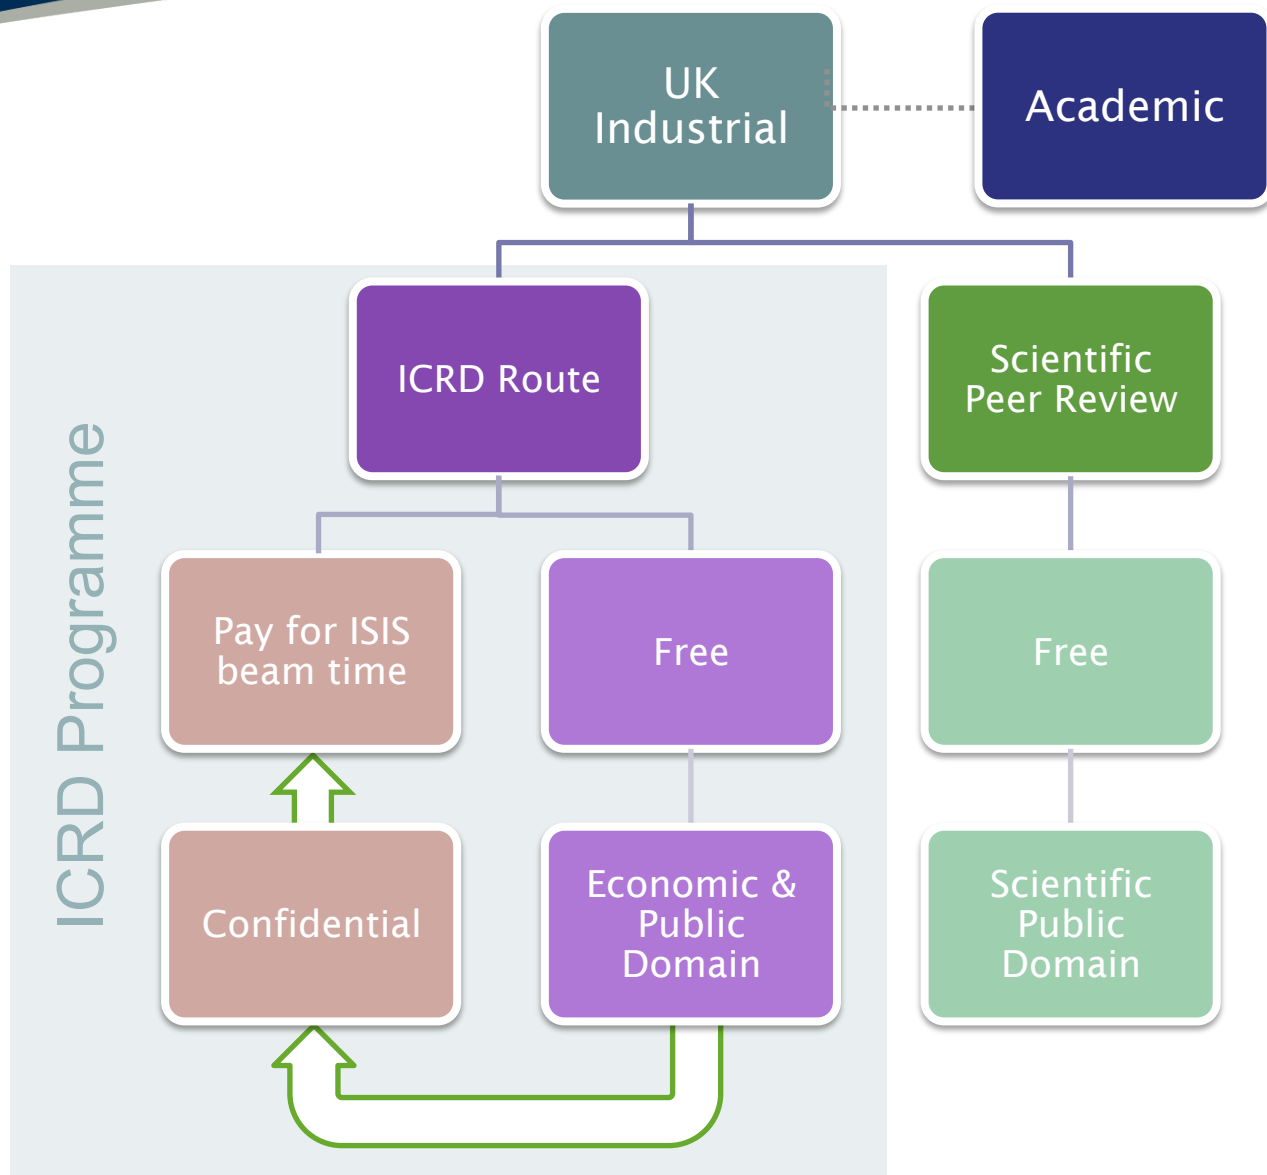 UK
Industrial
Academic
ICRD Programme
ICRD Route
Scientific
Peer Review
Pay for ISIS
beam time
Free
Free
Confidential
Economic &
Public
Domain
Scientific
Public
Domain